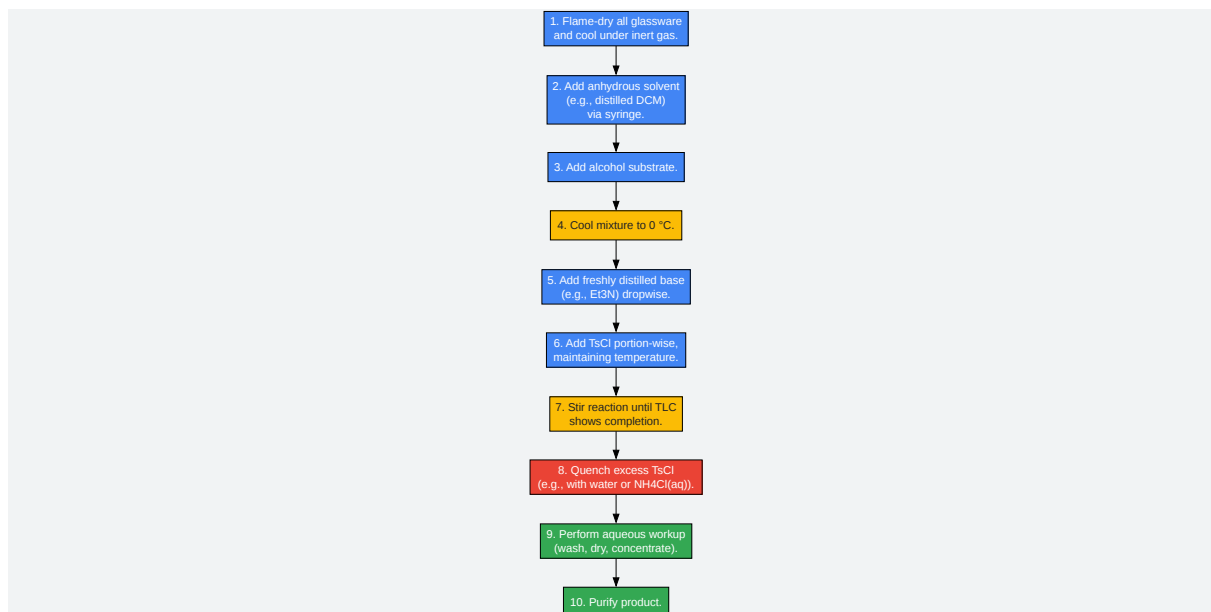 1. Flame-dry all glassware
and cool under inert gas.
2. Add anhydrous solvent
(e.g., distilled DCM)
via syringe.
3. Add alcohol substrate.
4. Cool mixture to 0 °C.
5. Add freshly distilled base
(e.g., Et3N) dropwise.
6. Add TsCl portion-wise,
maintaining temperature.
7. Stir reaction until TLC
shows completion.
8. Quench excess TsCl
(e.g., with water or NH4Cl(aq)).
9. Perform aqueous workup
(wash, dry, concentrate).
10. Purify product.